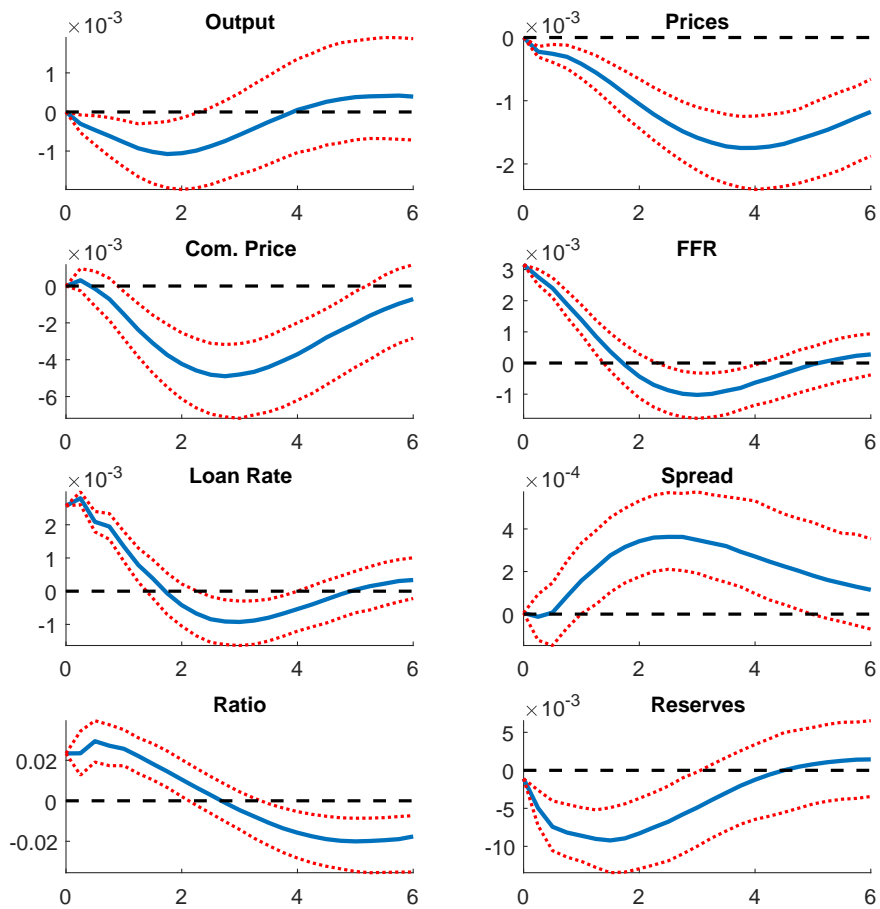 Output
×10⁻³
1
0
-1
0 2 4 6
Prices
×10⁻³
0
-1
-2
0 2 4 6
Com. Price
×10⁻³
0
-2
-4
-6
0 2 4 6
FFR
×10⁻³
3
2
1
0
-1
0 2 4 6
Loan Rate
×10⁻³
2
1
0
-1
0 2 4 6
Spread
×10⁻⁴
4
2
0
0 2 4 6
Ratio
0.02
0
-0.02
0 2 4 6
Reserves
×10⁻³
5
0
-5
-10
0 2 4 6